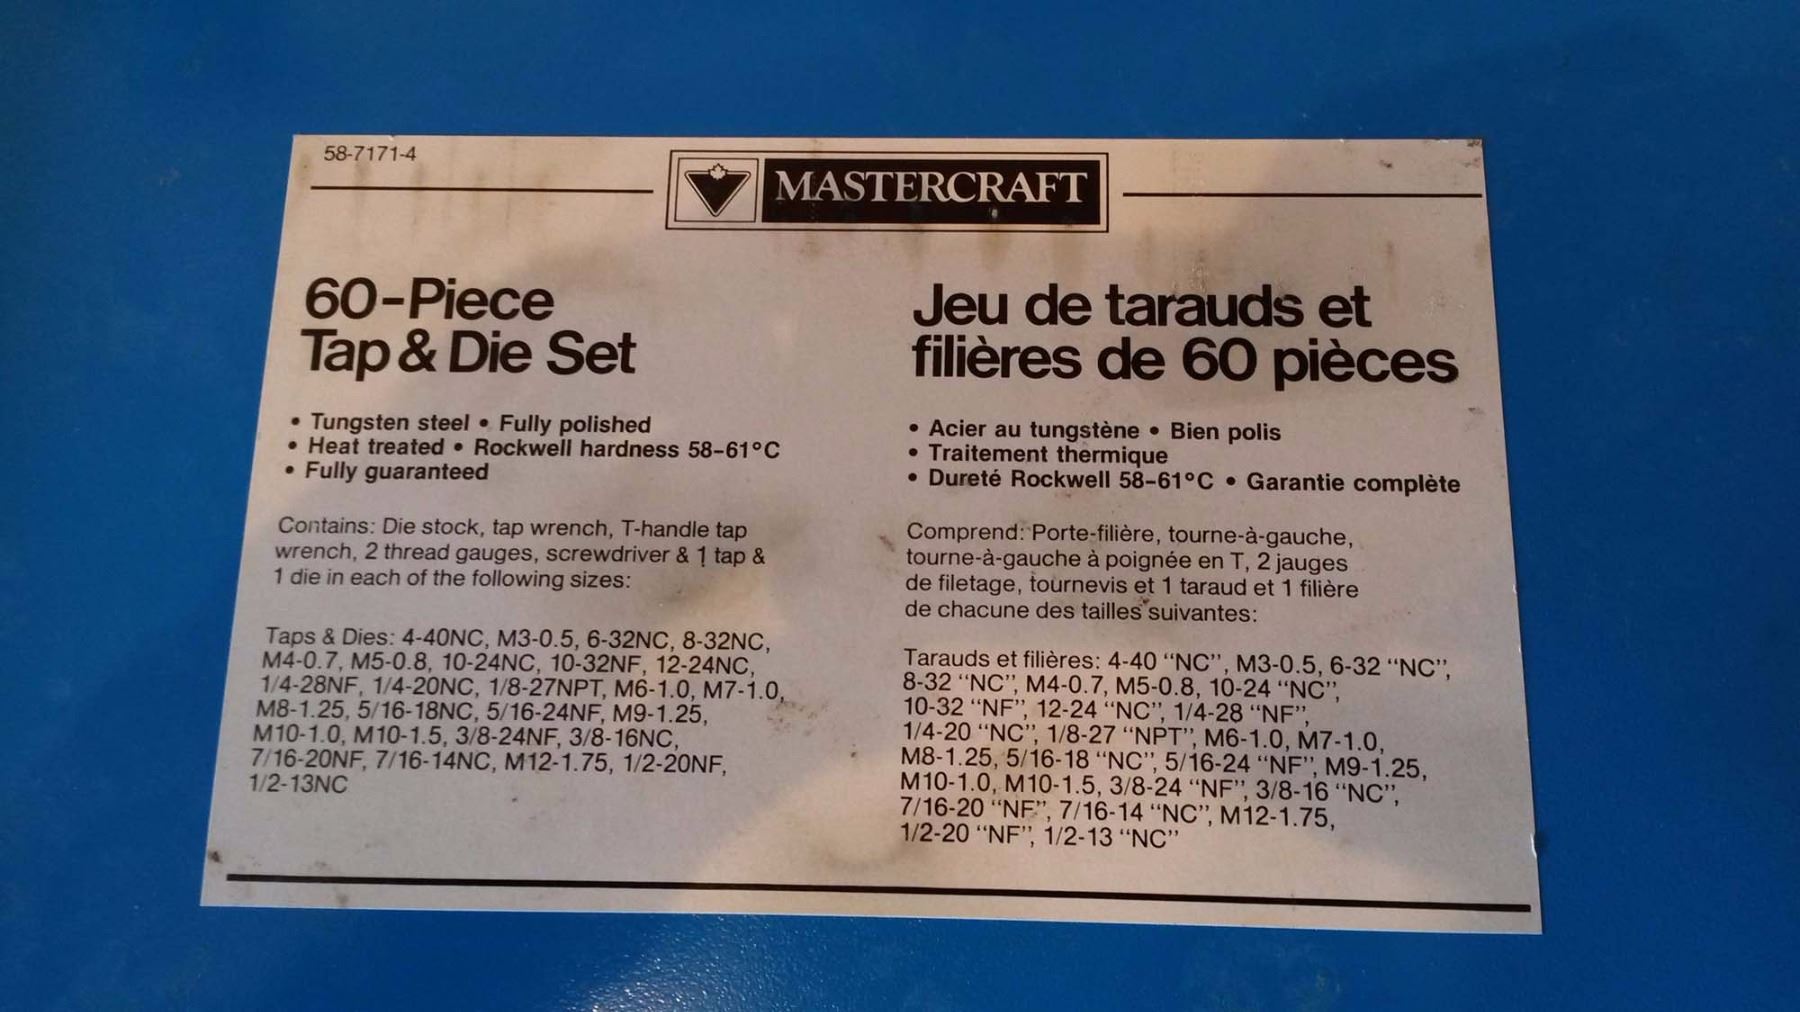 58-7171-4
MASTERCRAFT
60-Piece
Tap & Die Set
• Tungsten steel • Fully polished
• Heat treated • Rockwell hardness 58-61°C
• Fully guaranteed
Contains: Die stock, tap wrench, T-handle tap
wrench, 2 thread gauges, screwdriver & 1 tap &
1 die in each of the following sizes:
Taps & Dies: 4-40NC, M3-0.5, 6-32NC, 8-32NC,
M4-0.7, M5-0.8, 10-24NC, 10-32NF, 12-24NC,
1/4-28NF, 1/4-20NC, 1/8-27NPT, M6-1.0, M7-1.0,
M8-1.25, 5/16-18NC, 5/16-24NF, M9-1.25,
M10-1.0, M10-1.5, 3/8-24NF, 3/8-16NC,
7/16-20NF, 7/16-14NC, M12-1.75, 1/2-20NF,
1/2-13NC
Jeu de tarauds et
filières de 60 pièces
• Acier au tungstène • Bien polis
• Traitement thermique
• Dureté Rockwell 58-61°C • Garantie complète
Comprend: Porte-filière, tourne-à-gauche,
tourne-à-gauche à poignée en T, 2 jauges
de filetage, tournevis et 1 taraud et 1 filière
de chacune des tailles suivantes:
Tarauds et filières: 4-40 “NC”, M3-0.5, 6-32 “NC”,
8-32 “NC”, M4-0.7, M5-0.8, 10-24 “NC”,
10-32 “NF”, 12-24 “NC”, 1/4-28 “NF”,
1/4-20 “NC”, 1/8-27 “NPT”, M6-1.0, M7-1.0,
M8-1.25, 5/16-18 “NC”, 5/16-24 “NF”, M9-1.25,
M10-1.0, M10-1.5, 3/8-24 “NF”, 3/8-16 “NC”,
7/16-20 “NF”, 7/16-14 “NC”, M12-1.75,
1/2-20 “NF”, 1/2-13 “NC”